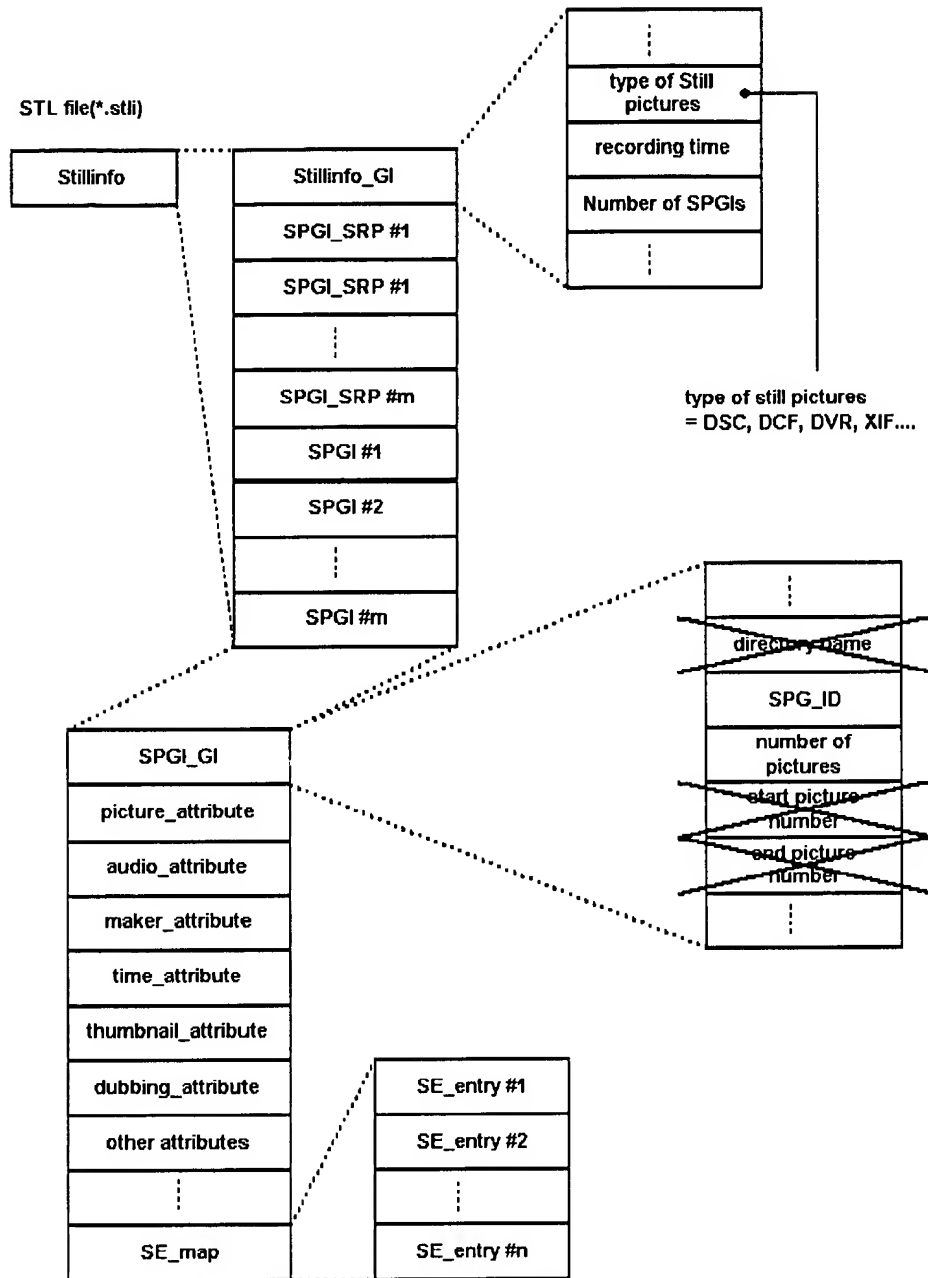 STL file(*.stli)
Stillinfo
Stillinfo_GI
SPGI_SRP #1
SPGI_SRP #1
SPGI_SRP #m
SPGI #1
SPGI #2
SPGI #m
type of Still
pictures
recording time
Number of SPGIs
type of still pictures
= DSC, DCF, DVR, XIF....
directory name
SPG_ID
number of
pictures
start picture
number
end picture
number
SPGI_GI
picture_attribute
audio_attribute
maker_attribute
time_attribute
thumbnail_attribute
dubbing_attribute
other attributes
SE_map
SE_entry #1
SE_entry #2
SE_entry #n